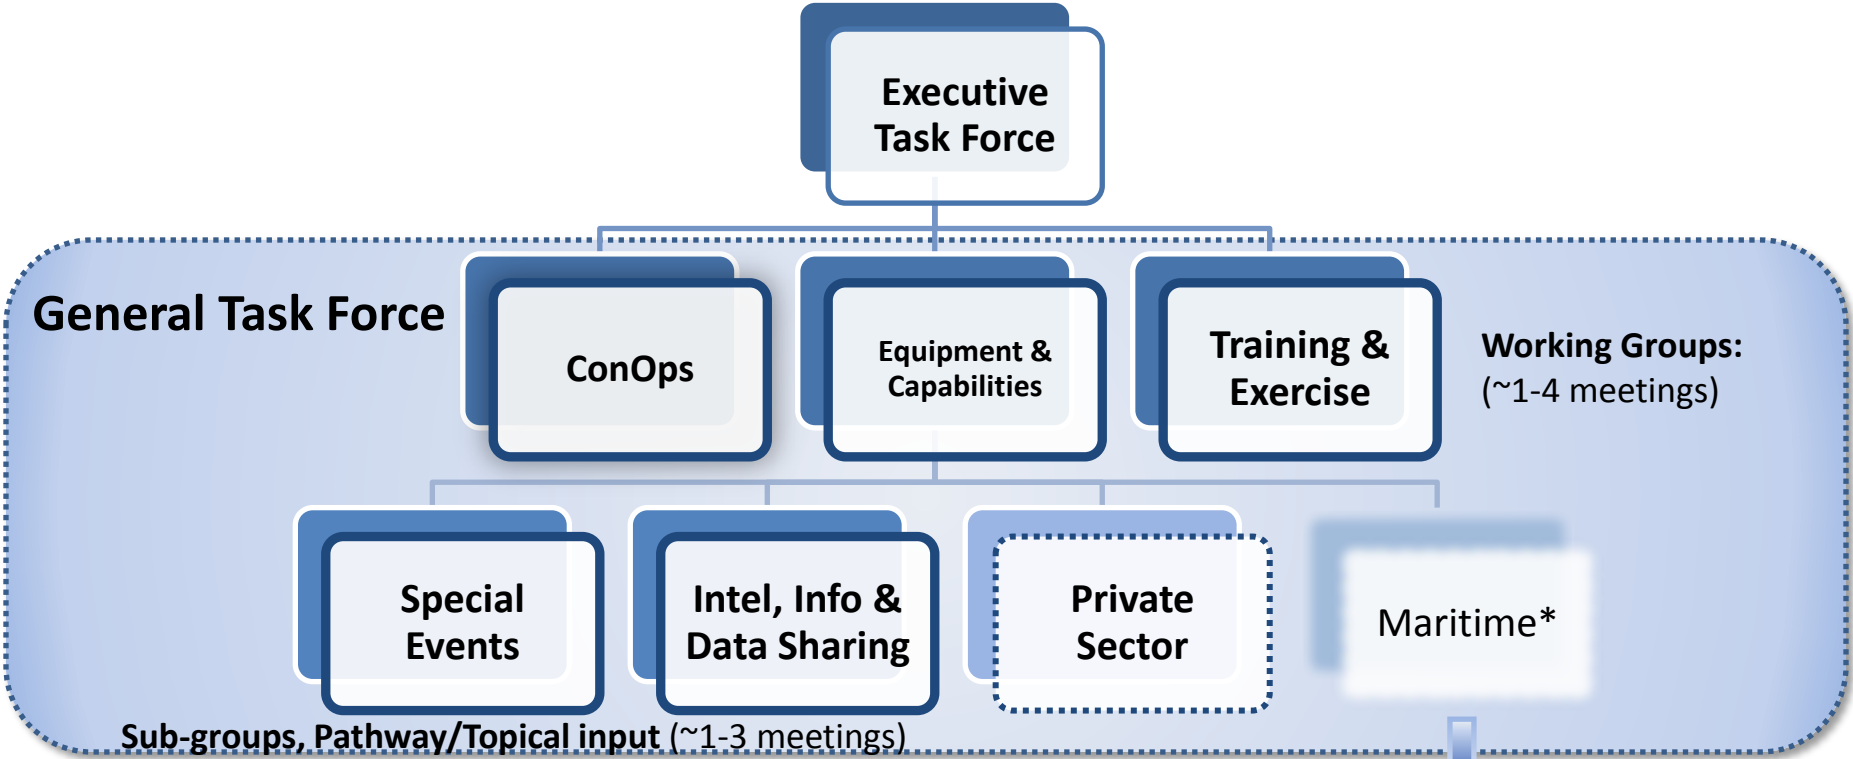 Executive
Task Force
General Task Force
ConOps
Equipment &
Capabilities
Training &
Exercise
Working Groups:
(~1-4 meetings)
Special
Events
Intel, Info &
Data Sharing
Private
Sector
Maritime*
Sub-groups, Pathway/Topical input (~1-3 meetings)